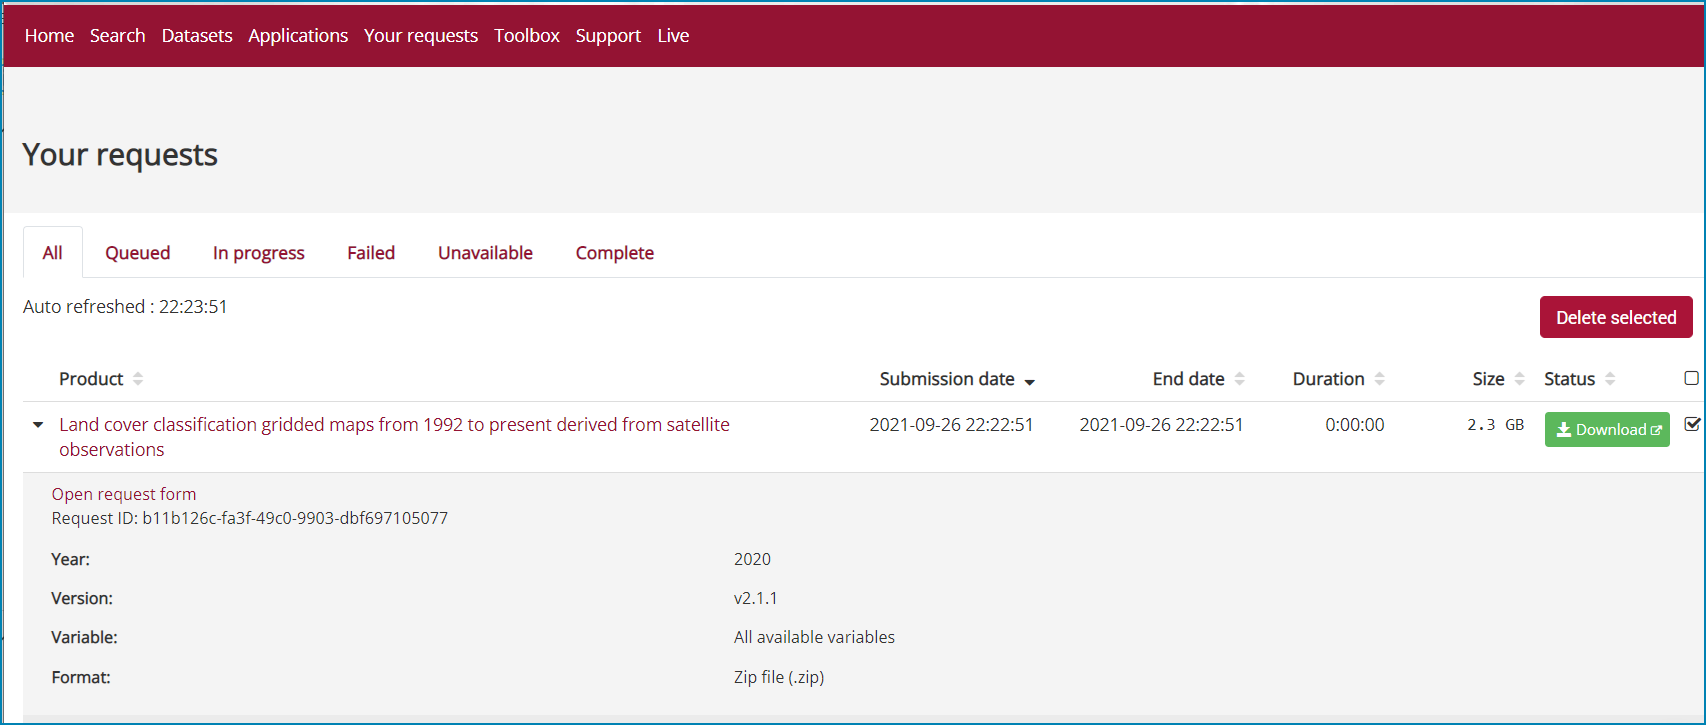 Home Search Datasets Applications Your requests Toolbox Support Live
Your requests
All Queued In progress Failed Unavailable Complete
Auto refreshed : 22:23:51
Delete selected
Product Submission date End date Duration Size Status
Land cover classification gridded maps from 1992 to present derived from satellite 2021-09-26 22:22:51 2021-09-26 22:22:51 0:00:00 2.3 GB Download
observations
Open request form
Request ID: b11b126c-fa3f-49c0-9903-dbf697105077
Year: 2020
Version: v2.1.1
Variable: All available variables
Format: Zip file (.zip)